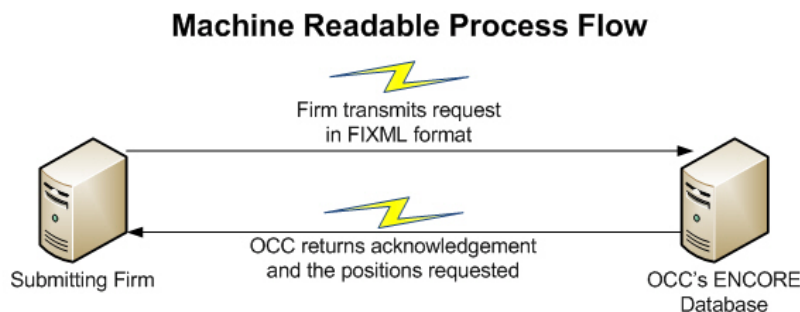 Machine Readable Process Flow
Firm transmits request
in FIXML format
OCC returns acknowledgement
and the positions requested
Submitting Firm
OCC's ENCORE
Database